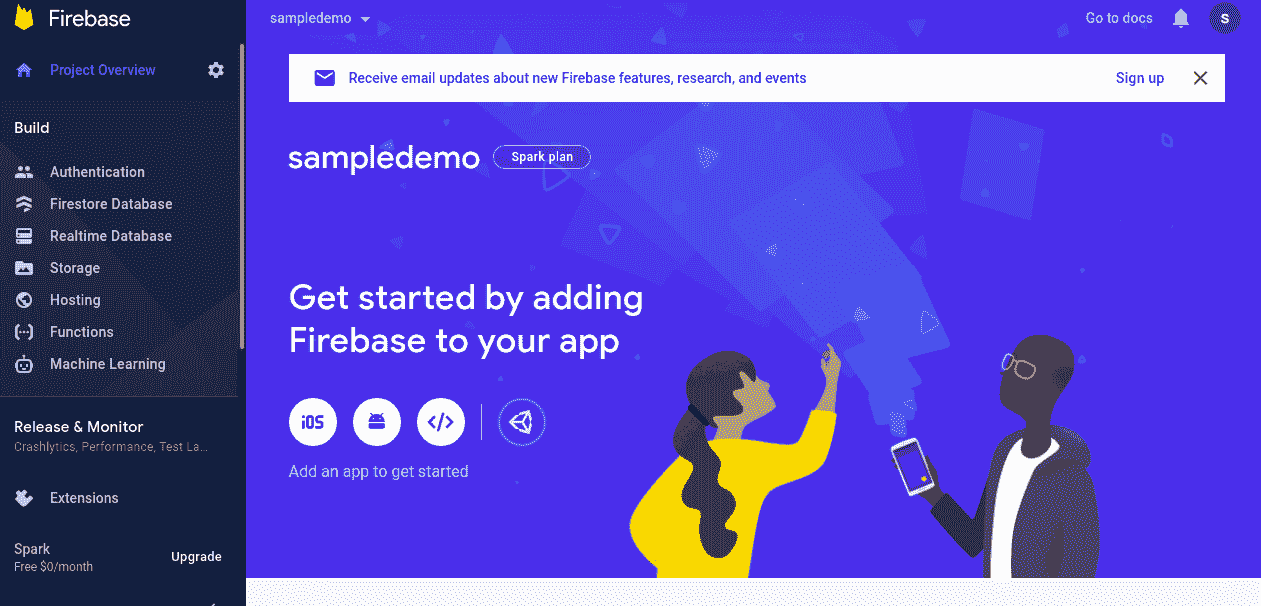 Firebase
Project Overview
Build
Authentication
Firestore Database
Realtime Database
Storage
Hosting
Functions
Machine Learning
Release & Monitor
Crashlytics, Performance, Test La...
Extensions
Spark
Free $0/month
Upgrade
sampledemo
Go to docs
S
Receive email updates about new Firebase features, research, and events
Sign up
sampledemo
Spark plan
Get started by adding
Firebase to your app
iOS
Add an app to get started